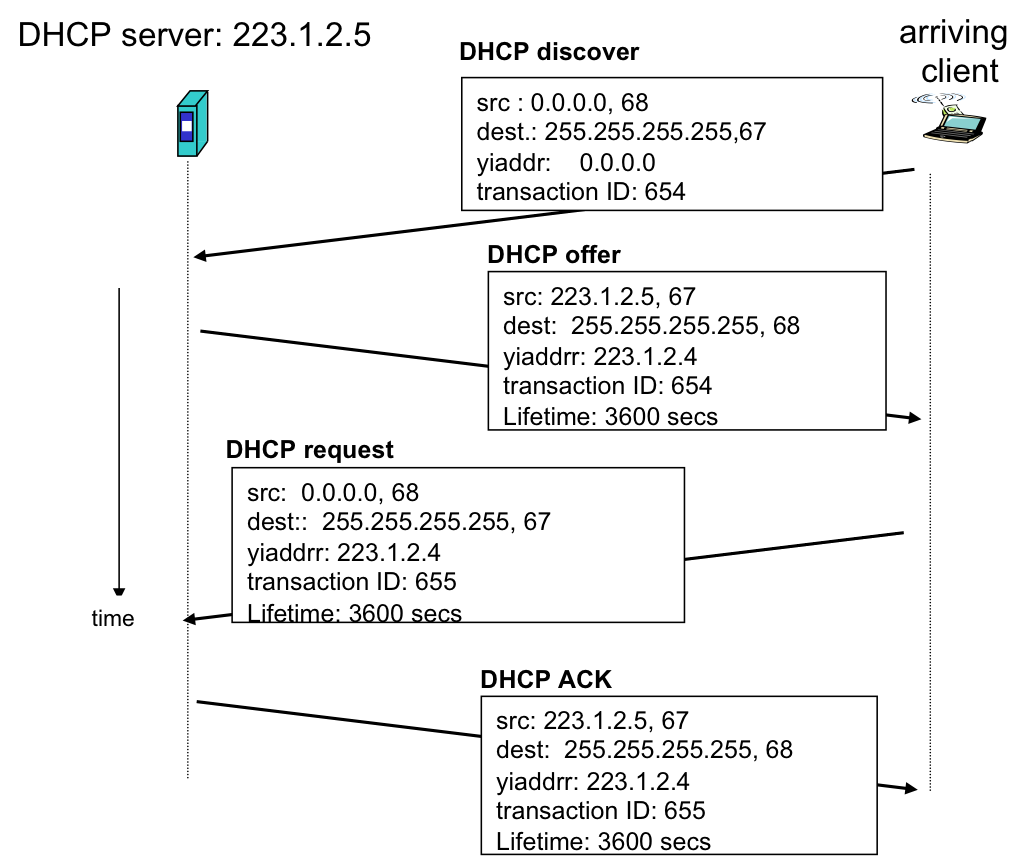 DHCP server: 223.1.2.5
arriving
client
DHCP discover
src : 0.0.0.0, 68
dest.: 255.255.255.255,67
yiaddr: 0.0.0.0
transaction ID: 654
DHCP offer
src: 223.1.2.5, 67
dest: 255.255.255.255, 68
yiaddrr: 223.1.2.4
transaction ID: 654
Lifetime: 3600 secs
DHCP request
src: 0.0.0.0, 68
dest:: 255.255.255.255, 67
yiaddrr: 223.1.2.4
transaction ID: 655
Lifetime: 3600 secs
time
DHCP ACK
src: 223.1.2.5, 67
dest: 255.255.255.255, 68
yiaddrr: 223.1.2.4
transaction ID: 655
Lifetime: 3600 secs